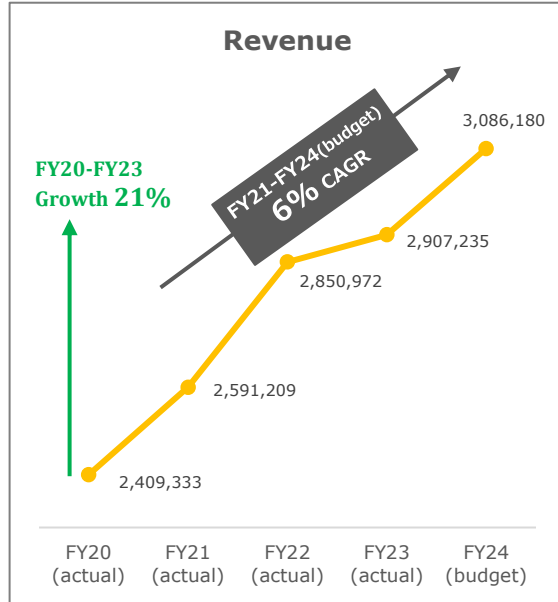 Revenue
3,086,180
FY21-FY24(budget)
6% CAGR
FY20-FY23
Growth 21%
2,907,235
2,850,972
2,591,209
2,409,333
FY20 FY21 FY22 FY23 FY24
(actual) (actual) (actual) (actual) (budget)